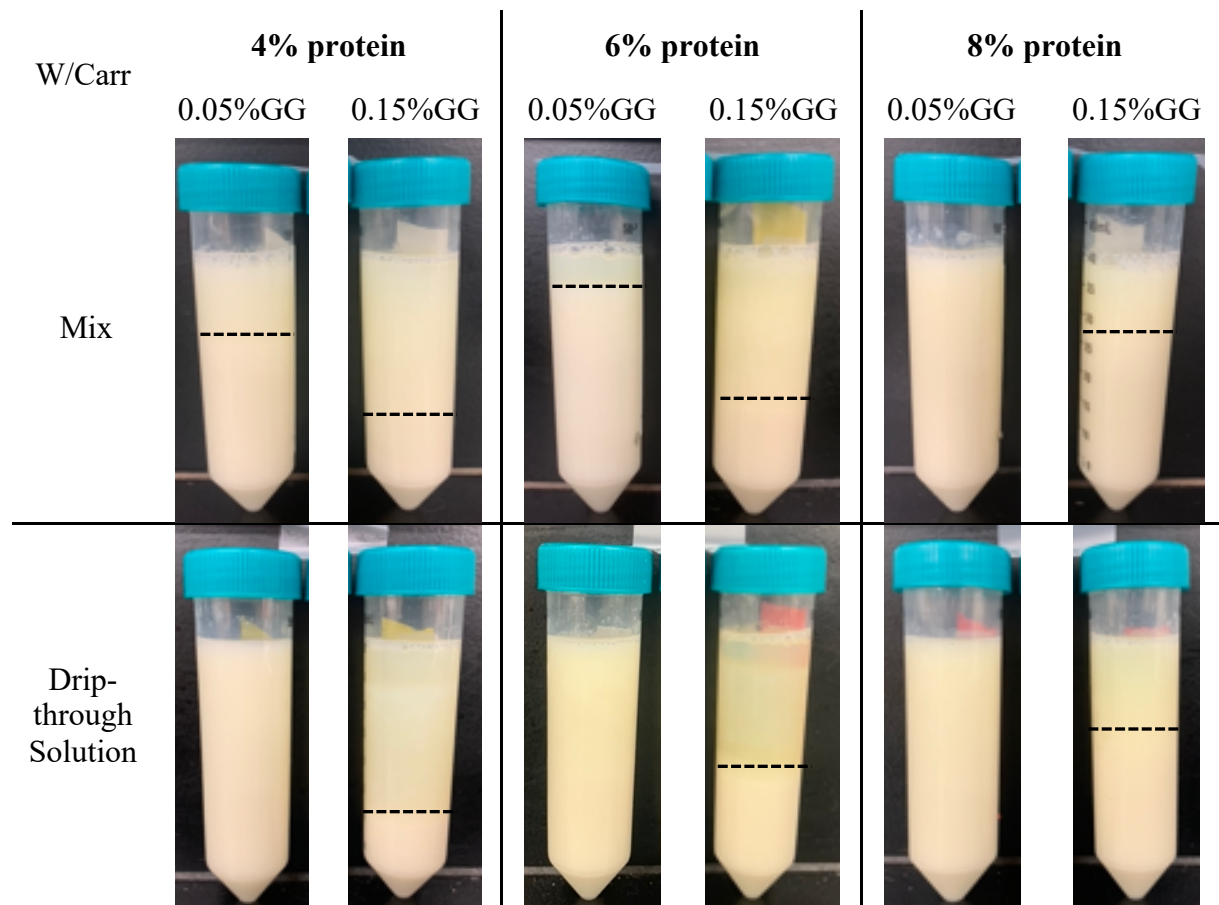 4% protein
6% protein
8% protein
W/Carr
0.05%GG
0.15%GG
0.05%GG
0.15%GG
0.05%GG
0.15%GG
Mix
Drip-
through
Solution